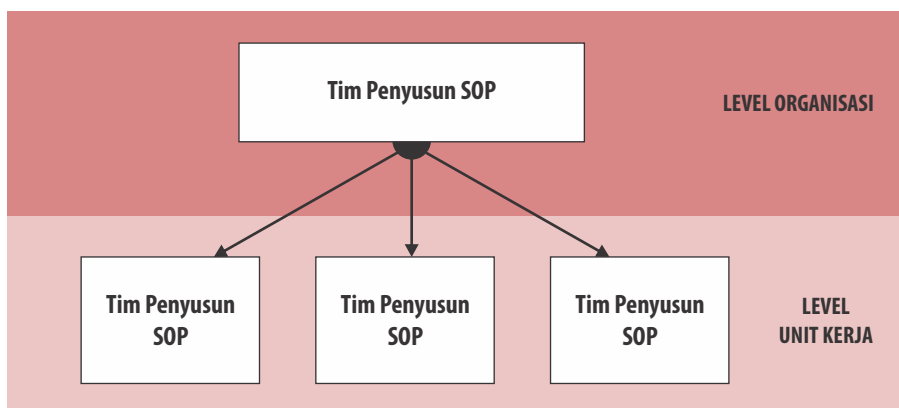 Tim Penyusun SOP
LEVEL ORGANISASI
Tim Penyusun
SOP
Tim Penyusun
SOP
Tim Penyusun
SOP
LEVEL
UNIT KERJA